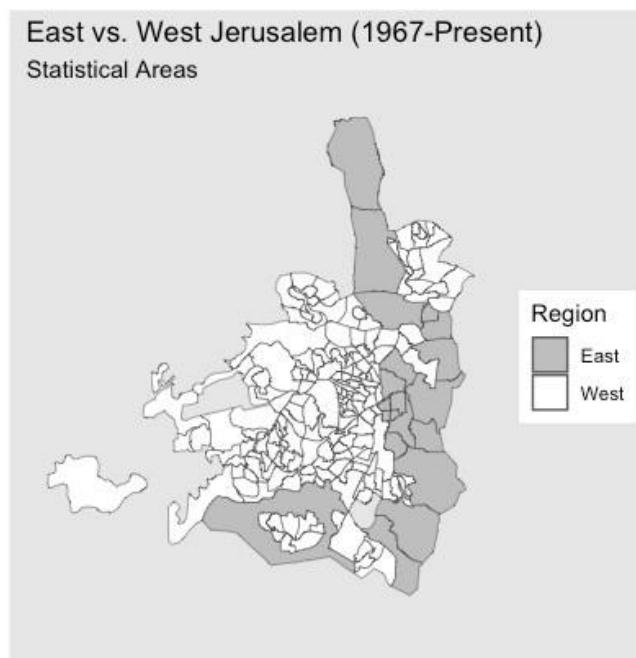 East vs. West Jerusalem (1967-Present)
Statistical Areas
Region
East
West